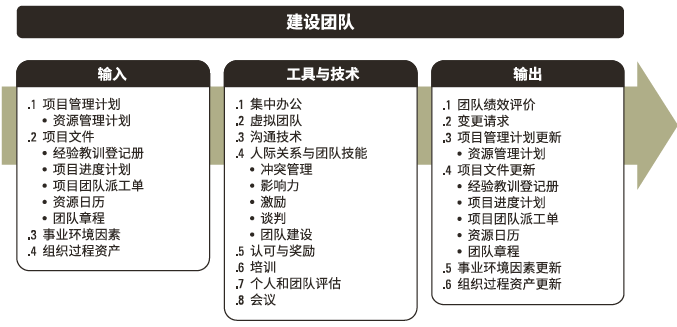 建设团队
输入
.1 项目管理计划
• 资源管理计划
.2 项目文件
• 经验教训登记册
• 项目进度计划
• 项目团队派工单
• 资源日历
• 团队章程
.3 事业环境因素
.4 组织过程资产
工具与技术
.1 集中办公
.2 虚拟团队
.3 沟通技术
.4 人际关系与团队技能
• 冲突管理
• 影响力
• 激励
• 谈判
• 团队建设
.5 认可与奖励
.6 培训
.7 个人和团队评估
.8 会议
输出
.1 团队绩效评价
.2 变更请求
.3 项目管理计划更新
• 资源管理计划
.4 项目文件更新
• 经验教训登记册
• 项目进度计划
• 项目团队派工单
• 资源日历
• 团队章程
.5 事业环境因素更新
.6 组织过程资产更新